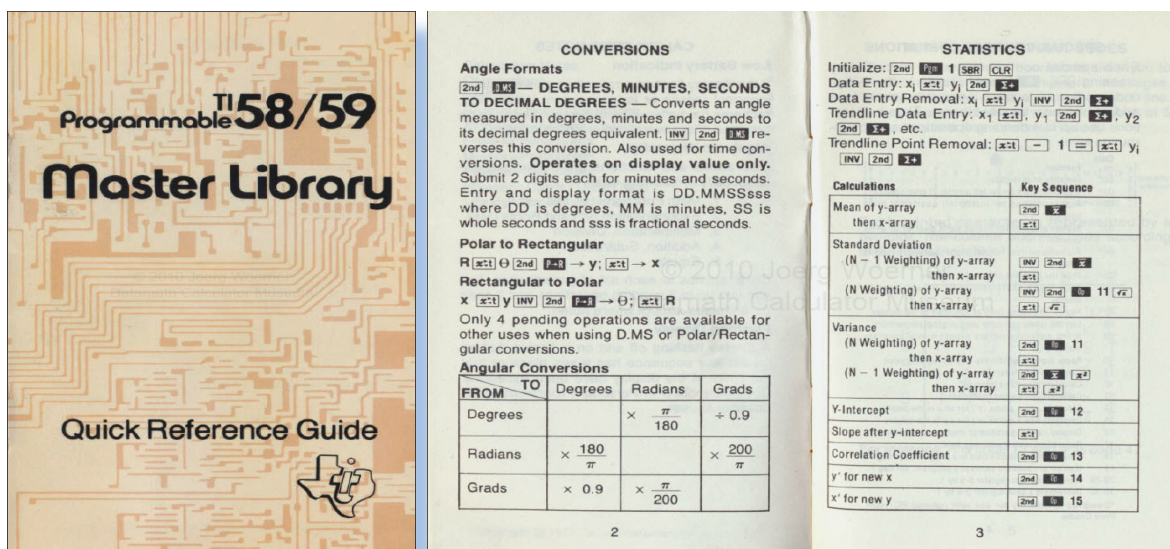 Programmable TI 58/59
Master Library
Quick Reference Guide
CONVERSIONS
Angle Formats
2nd D.MS — DEGREES, MINUTES, SECONDS
TO DECIMAL DEGREES — Converts an angle
measured in degrees, minutes and seconds to
its decimal degrees equivalent. INV 2nd D.MS re-
verses this conversion. Also used for time con-
versions. Operates on display value only.
Submit 2 digits each for minutes and seconds.
Entry and display format is DD.MMSSsss
where DD is degrees, MM is minutes, SS is
whole seconds and sss is fractional seconds.
Polar to Rectangular
R x:t Θ 2nd P→R → y; x:t → x
Rectangular to Polar
x x:t y INV 2nd P→R → Θ; x:t R
Only 4 pending operations are available for
other uses when using D.MS or Polar/Rectan-
gular conversions.
Angular Conversions
FROM TO Degrees Radians Grads
Degrees × π/180 ÷ 0.9
Radians × 180/π × 200/π
Grads × 0.9 × π/200
2
STATISTICS
Initialize: 2nd Pgm 1 SBR CLR
Data Entry: xi x:t yi 2nd Σ+
Data Entry Removal: xi x:t yi INV 2nd Σ+
Trendline Data Entry: x1 x:t, y1 2nd Σ+, y2
2nd Σ+, etc.
Trendline Point Removal: x:t − 1 = x:t yi
INV 2nd Σ+
Calculations Key Sequence
Mean of y-array 2nd x̄
then x-array x:t
Standard Deviation
(N − 1 Weighting) of y-array INV 2nd x̄
then x-array x:t
(N Weighting) of y-array INV 2nd Op 11 √x
then x-array x:t √x
Variance
(N Weighting) of y-array 2nd Op 11
then x-array x:t
(N − 1 Weighting) of y-array 2nd x̄ x²
then x-array x:t x²
Y-Intercept 2nd Op 12
Slope after y-intercept x:t
Correlation Coefficient 2nd Op 13
y' for new x 2nd Op 14
x' for new y 2nd Op 15
3
© 2010 Joerg Woerner
Datamath Calculator Museum